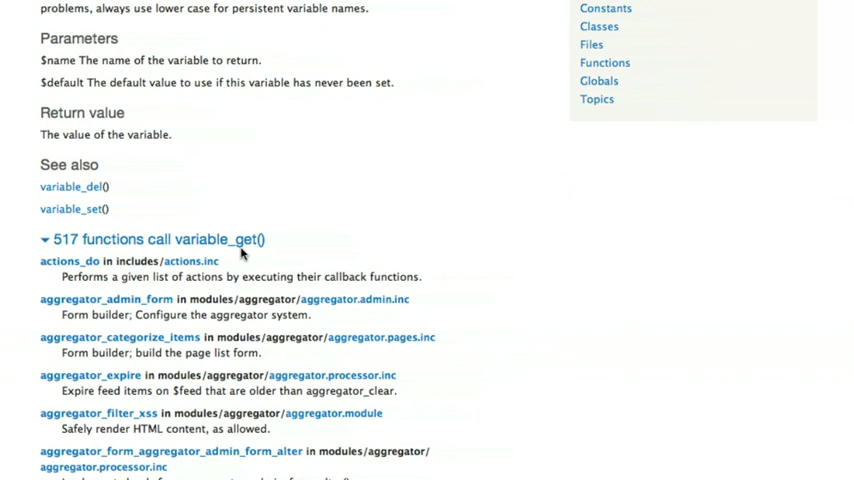 problems, always use lower case for persistent variable names.
Parameters
$name The name of the variable to return.
$default The default value to use if this variable has never been set.
Return value
The value of the variable.
See also
variable_del()
variable_set()
517 functions call variable_get()
actions_do in includes/actions.inc
Performs a given list of actions by executing their callback functions.
aggregator_admin_form in modules/aggregator/aggregator.admin.inc
Form builder; Configure the aggregator system.
aggregator_categorize_items in modules/aggregator/aggregator.pages.inc
Form builder; build the page list form.
aggregator_expire in modules/aggregator/aggregator.processor.inc
Expire feed items on $feed that are older than aggregator_clear.
aggregator_filter_xss in modules/aggregator/aggregator.module
Safely render HTML content, as allowed.
aggregator_form_aggregator_admin_form_alter in modules/aggregator/
aggregator.processor.inc
Constants
Classes
Files
Functions
Globals
Topics